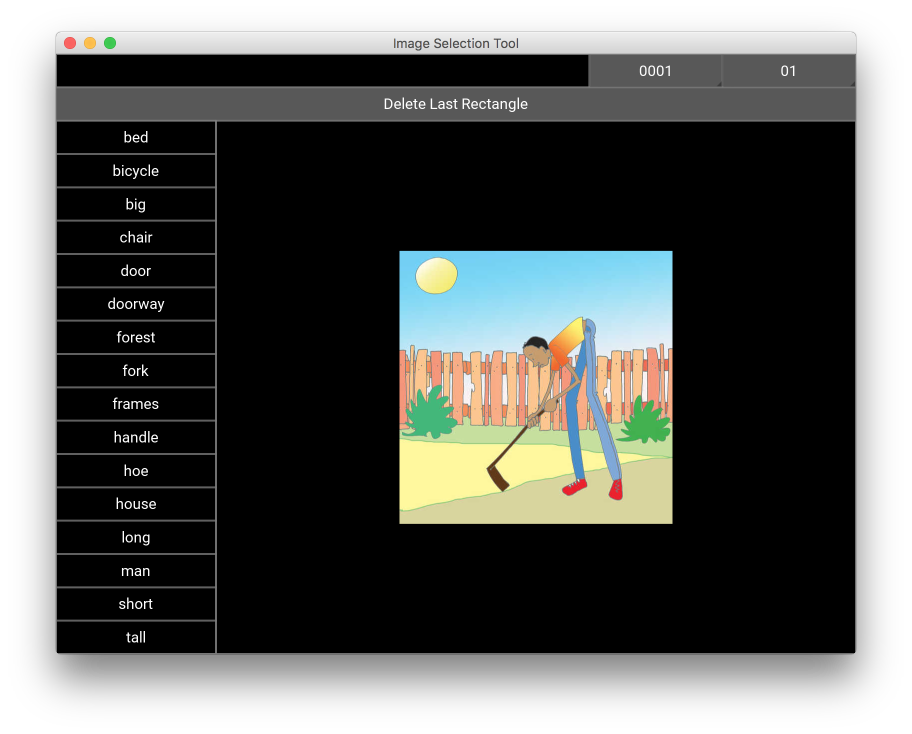 Image Selection Tool
0001 01
Delete Last Rectangle
bed
bicycle
big
chair
door
doorway
forest
fork
frames
handle
hoe
house
long
man
short
tall